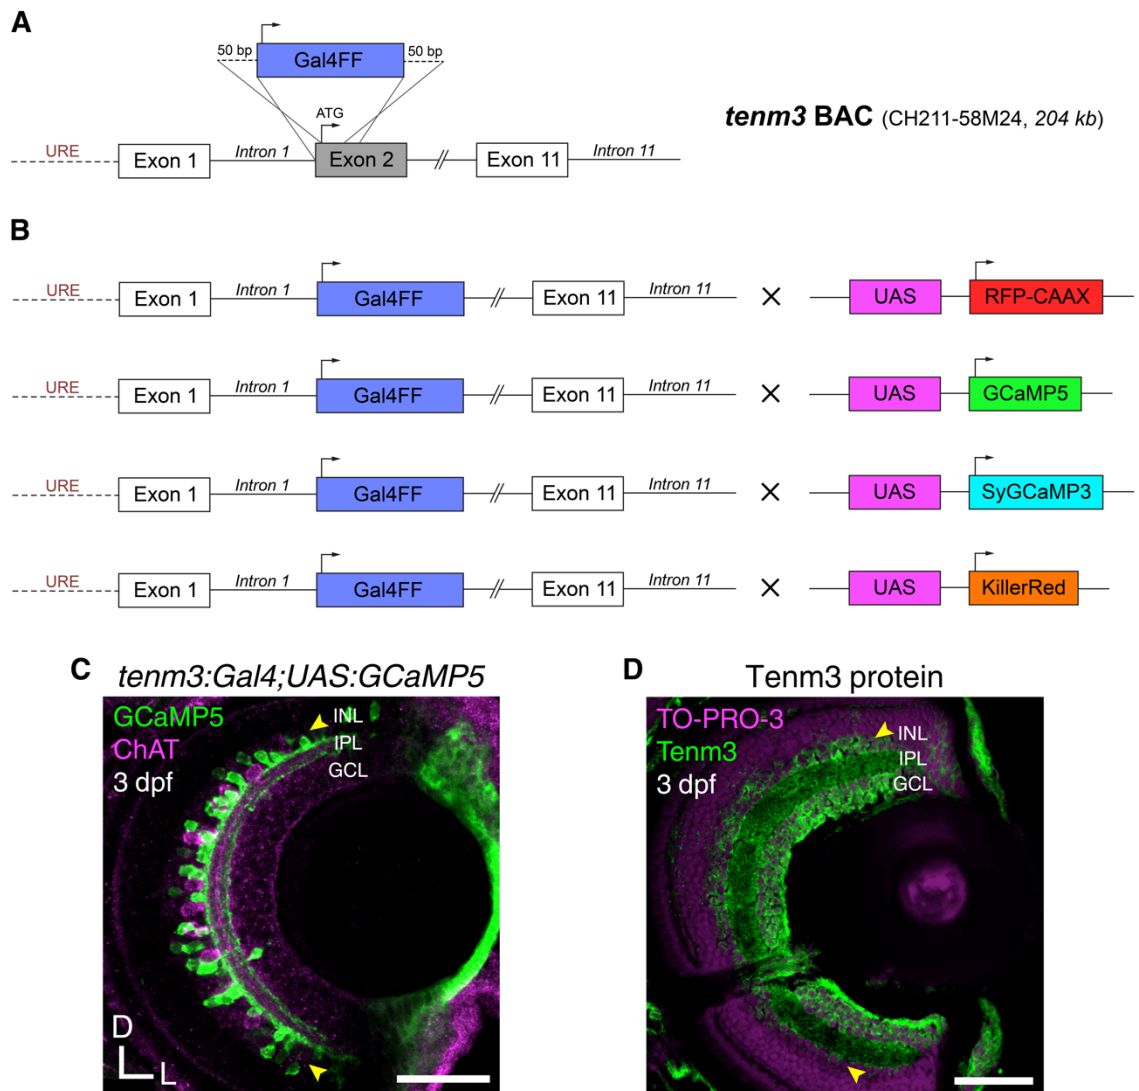 A
50 bp
Gal4FF
50 bp
ATG
tenm3 BAC (CH211-58M24, 204 kb)
URE
Exon 1
Intron 1
Exon 2
Exon 11
Intron 11
B
URE
Exon 1
Intron 1
Gal4FF
Exon 11
Intron 11
×
UAS
RFP-CAAX
URE
Exon 1
Intron 1
Gal4FF
Exon 11
Intron 11
×
UAS
GCaMP5
URE
Exon 1
Intron 1
Gal4FF
Exon 11
Intron 11
×
UAS
SyGCaMP3
URE
Exon 1
Intron 1
Gal4FF
Exon 11
Intron 11
×
UAS
KillerRed
C
tenm3:Gal4;UAS:GCaMP5
GCaMP5
ChAT
3 dpf
INL
IPL
GCL
D
L
D
Tenm3 protein
TO-PRO-3
Tenm3
3 dpf
INL
IPL
GCL